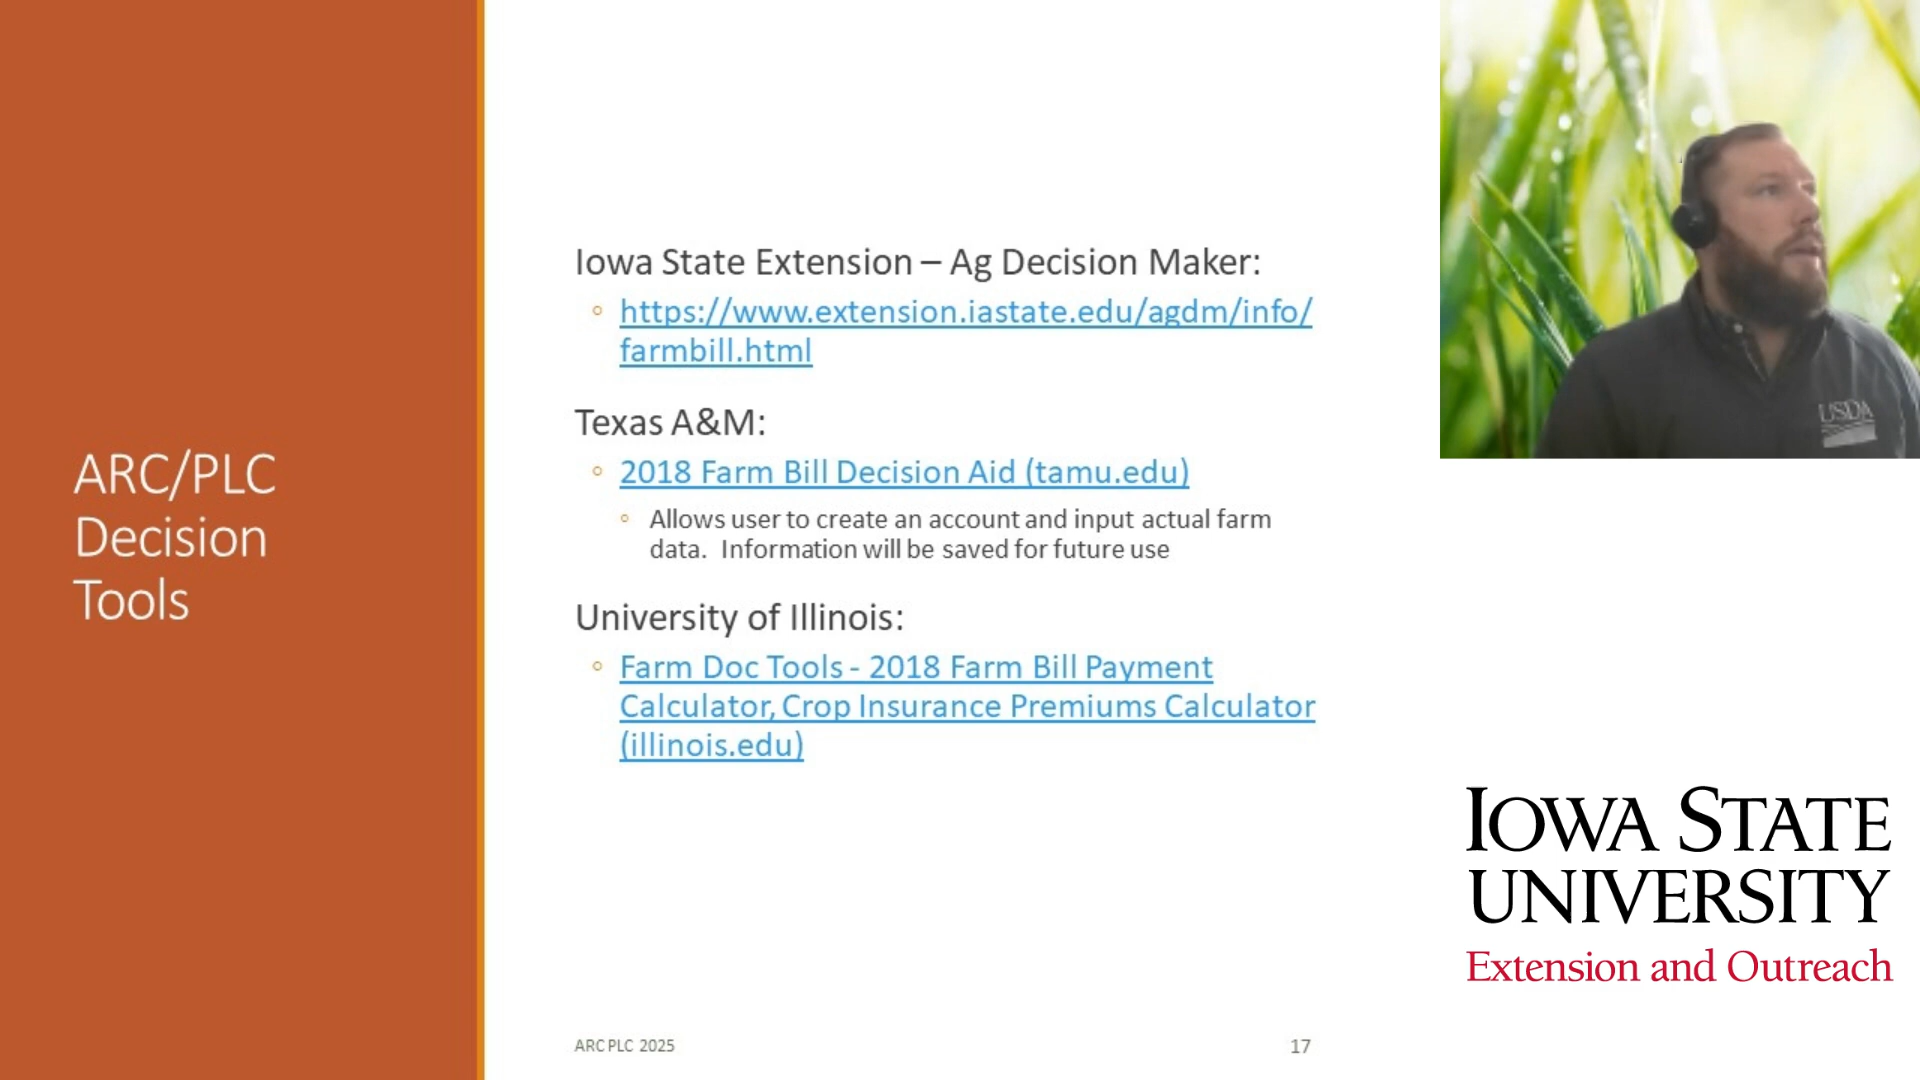 ARC/PLC
Decision
Tools
Iowa State Extension – Ag Decision Maker:
https://www.extension.iastate.edu/agdm/info/
farmbill.html
Texas A&M:
2018 Farm Bill Decision Aid (tamu.edu)
Allows user to create an account and input actual farm
data. Information will be saved for future use
University of Illinois:
Farm Doc Tools - 2018 Farm Bill Payment
Calculator, Crop Insurance Premiums Calculator
(illinois.edu)
ARC PLC 2025
17
USDA
IOWA STATE
UNIVERSITY
Extension and Outreach